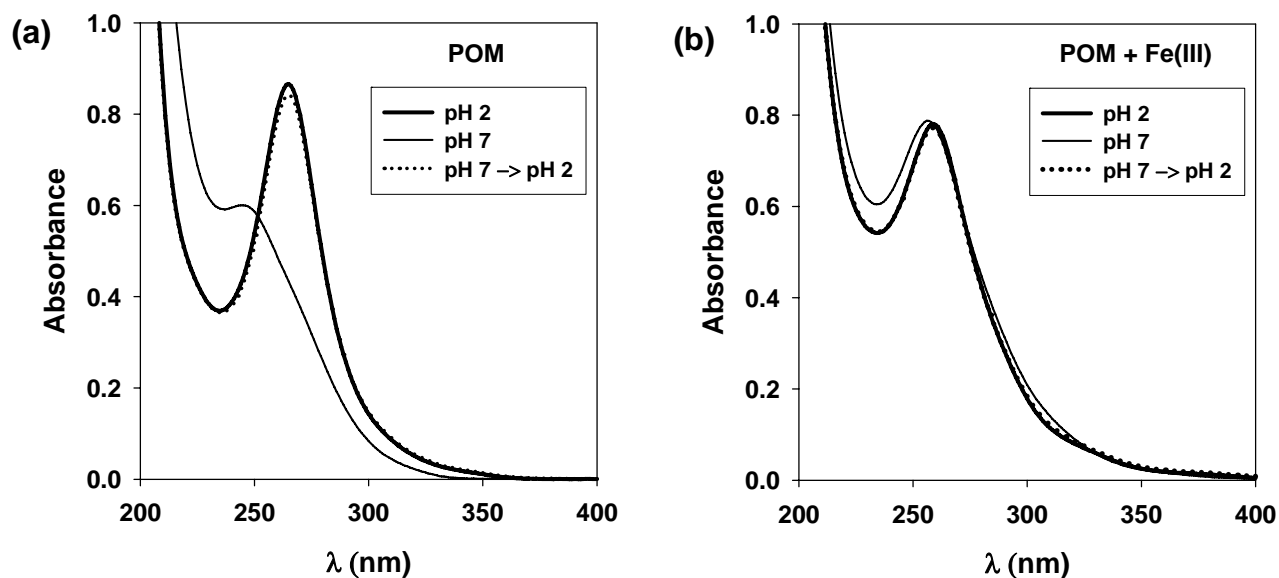 (a)
POM
pH 2
pH 7
pH 7 –> pH 2
Absorbance
1.0
0.8
0.6
0.4
0.2
0.0
200 250 300 350 400
λ (nm)
(b)
POM + Fe(III)
pH 2
pH 7
pH 7 –> pH 2
Absorbance
1.0
0.8
0.6
0.4
0.2
0.0
200 250 300 350 400
λ (nm)